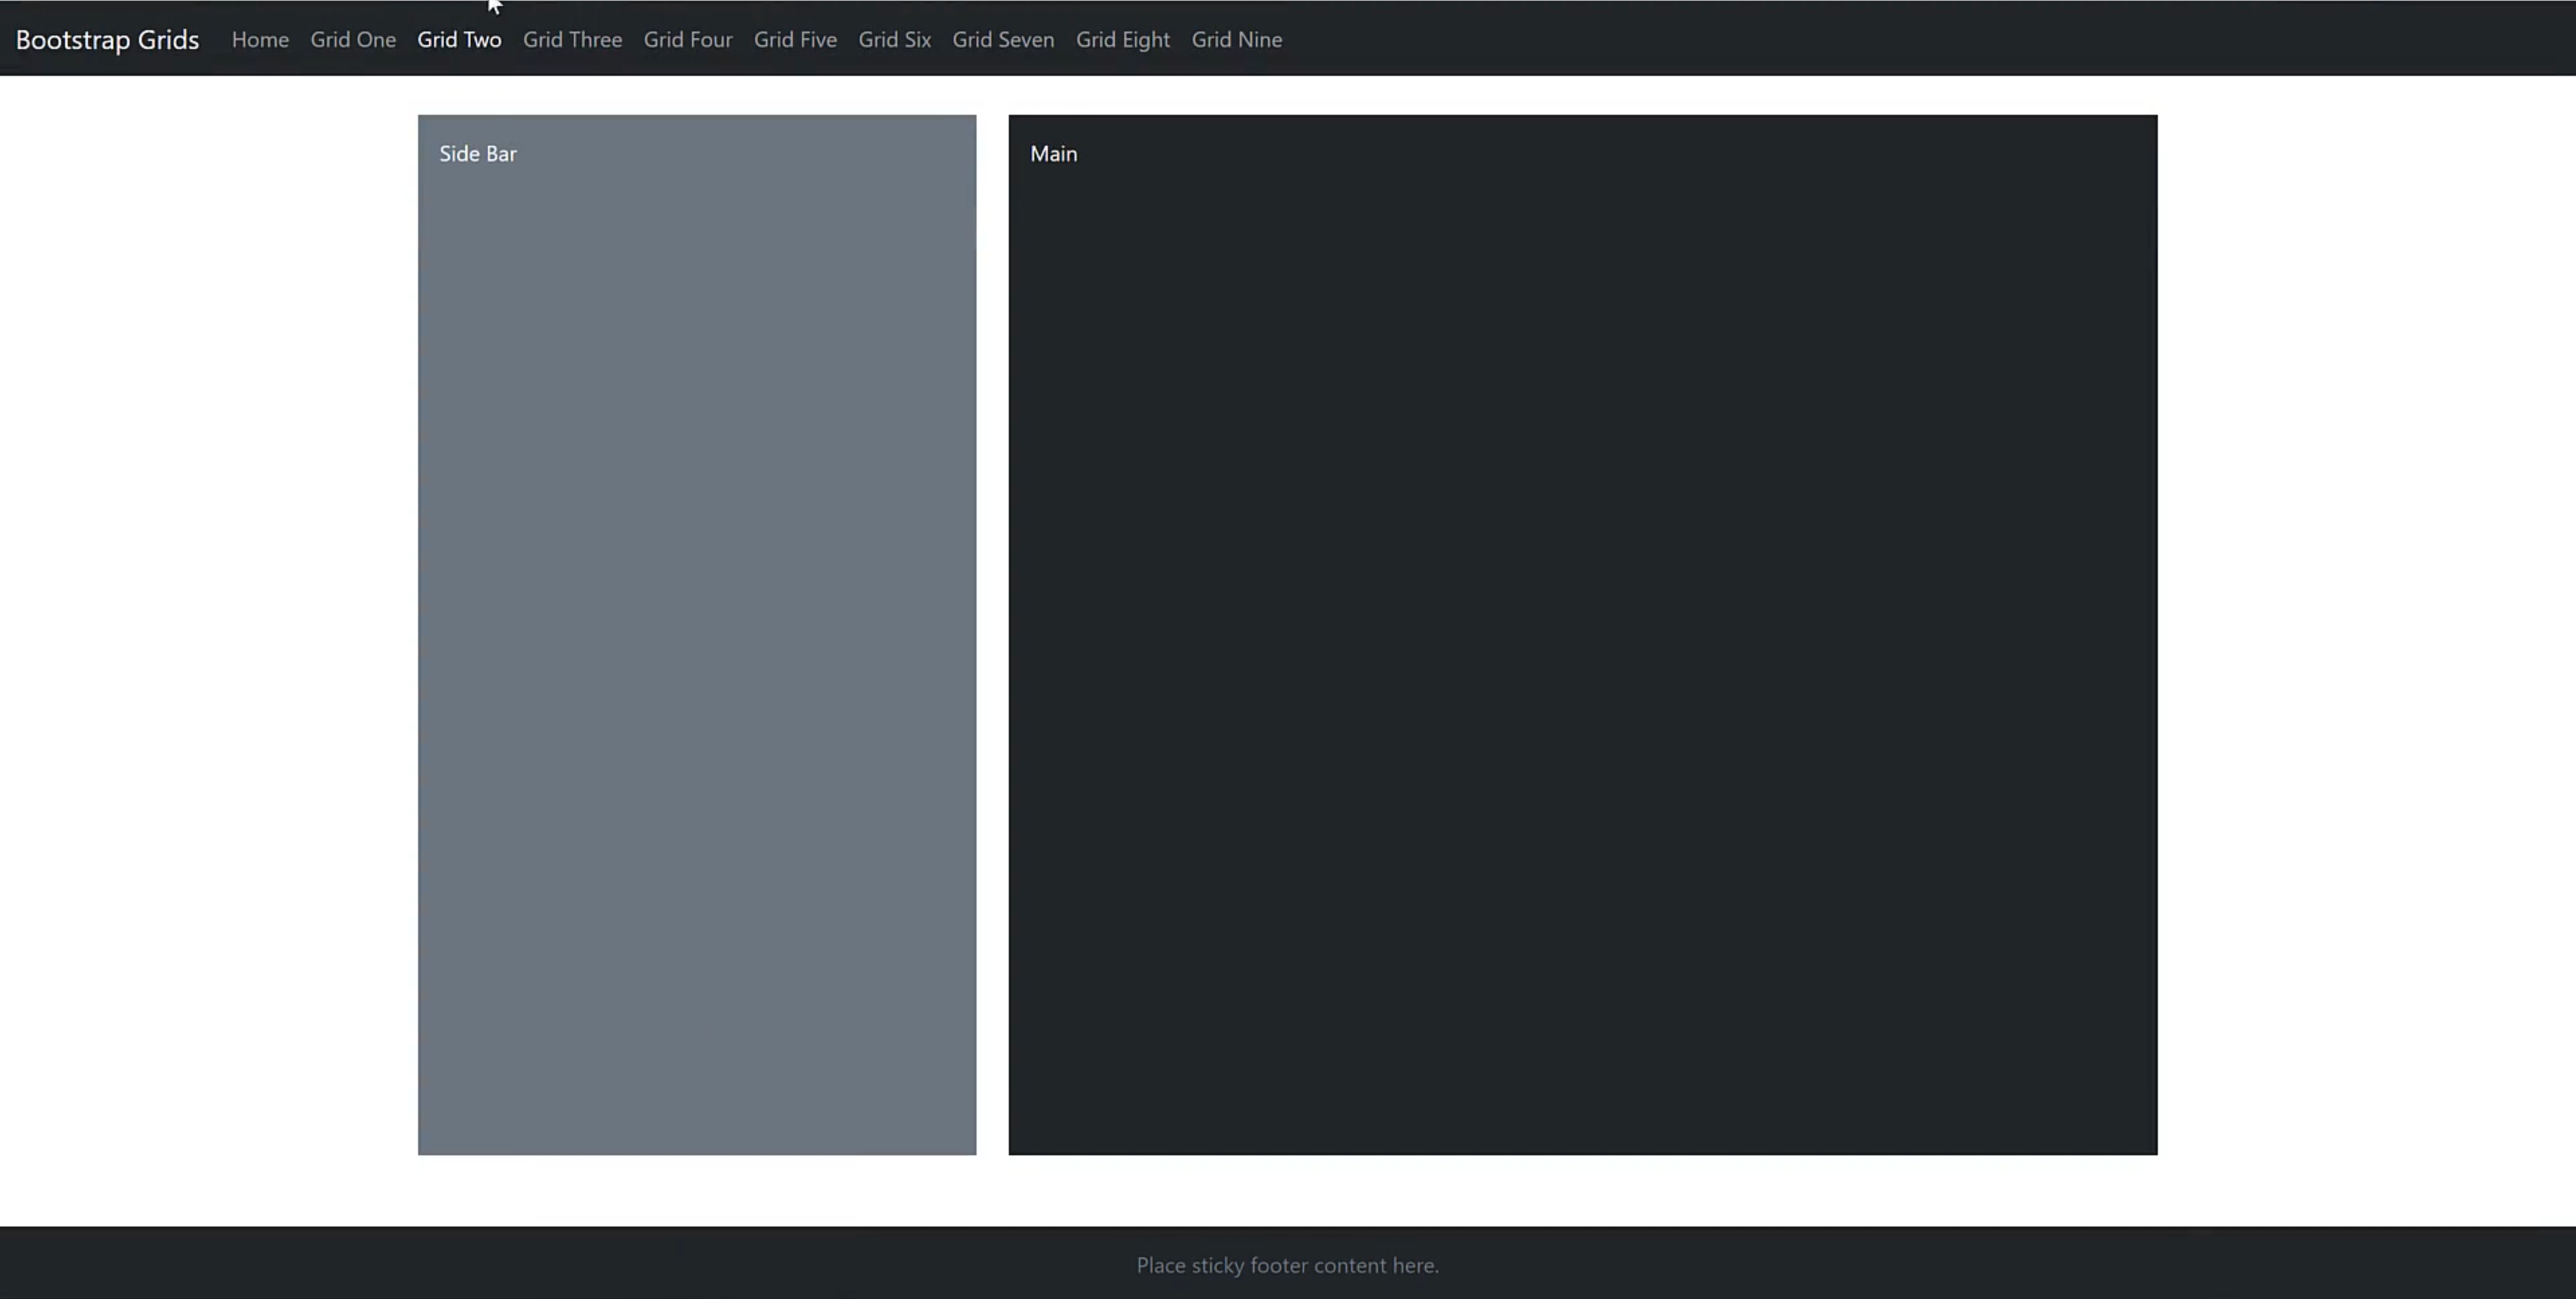 Bootstrap Grids Home Grid One Grid Two Grid Three Grid Four Grid Five Grid Six Grid Seven Grid Eight Grid Nine
Side Bar
Main
Place sticky footer content here.